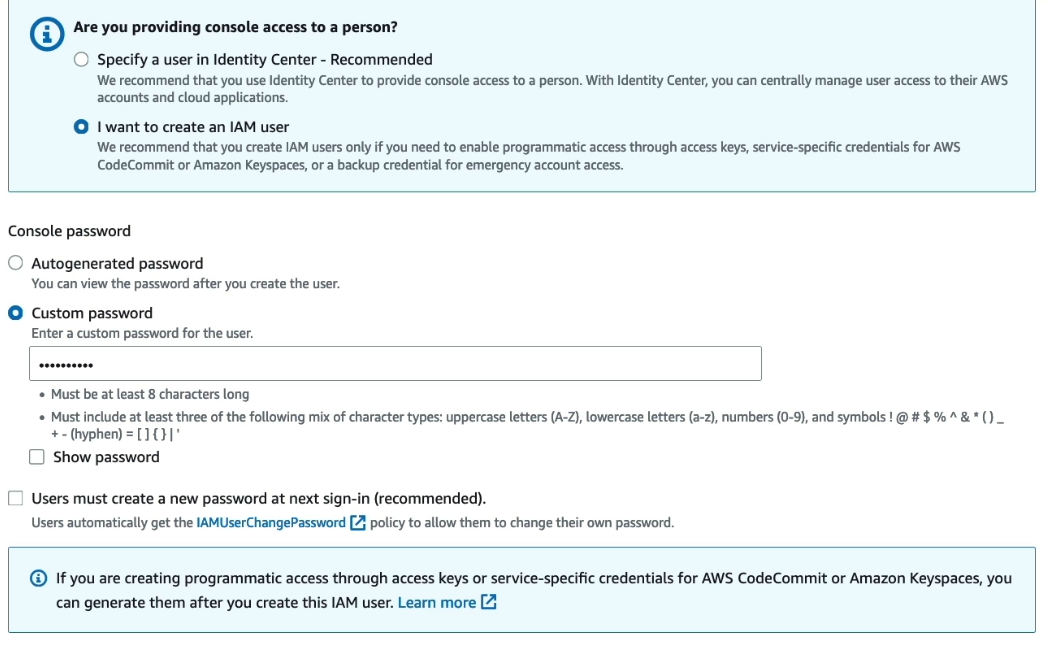 Are you providing console access to a person?
Specify a user in Identity Center - Recommended
We recommend that you use Identity Center to provide console access to a person. With Identity Center, you can centrally manage user access to their AWS
accounts and cloud applications.
I want to create an IAM user
We recommend that you create IAM users only if you need to enable programmatic access through access keys, service-specific credentials for AWS
CodeCommit or Amazon Keyspaces, or a backup credential for emergency account access.
Console password
Autogenerated password
You can view the password after you create the user.
Custom password
Enter a custom password for the user.
••••••••••
• Must be at least 8 characters long
• Must include at least three of the following mix of character types: uppercase letters (A-Z), lowercase letters (a-z), numbers (0-9), and symbols ! @ # $ % ^ & * ( ) _
+ - (hyphen) = [ ] { } | '
Show password
Users must create a new password at next sign-in (recommended).
Users automatically get the IAMUserChangePassword policy to allow them to change their own password.
If you are creating programmatic access through access keys or service-specific credentials for AWS CodeCommit or Amazon Keyspaces, you
can generate them after you create this IAM user. Learn more